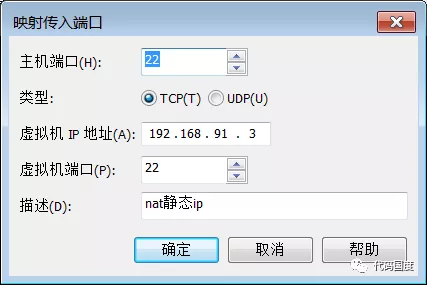 映射传入端口
主机端口(H): 22
类型: TCP(T) UDP(U)
虚拟机 IP 地址(A): 192 .168 . 91 . 3
虚拟机端口(P): 22
描述(D): nat静态ip
确定 取消 帮助
代码国度